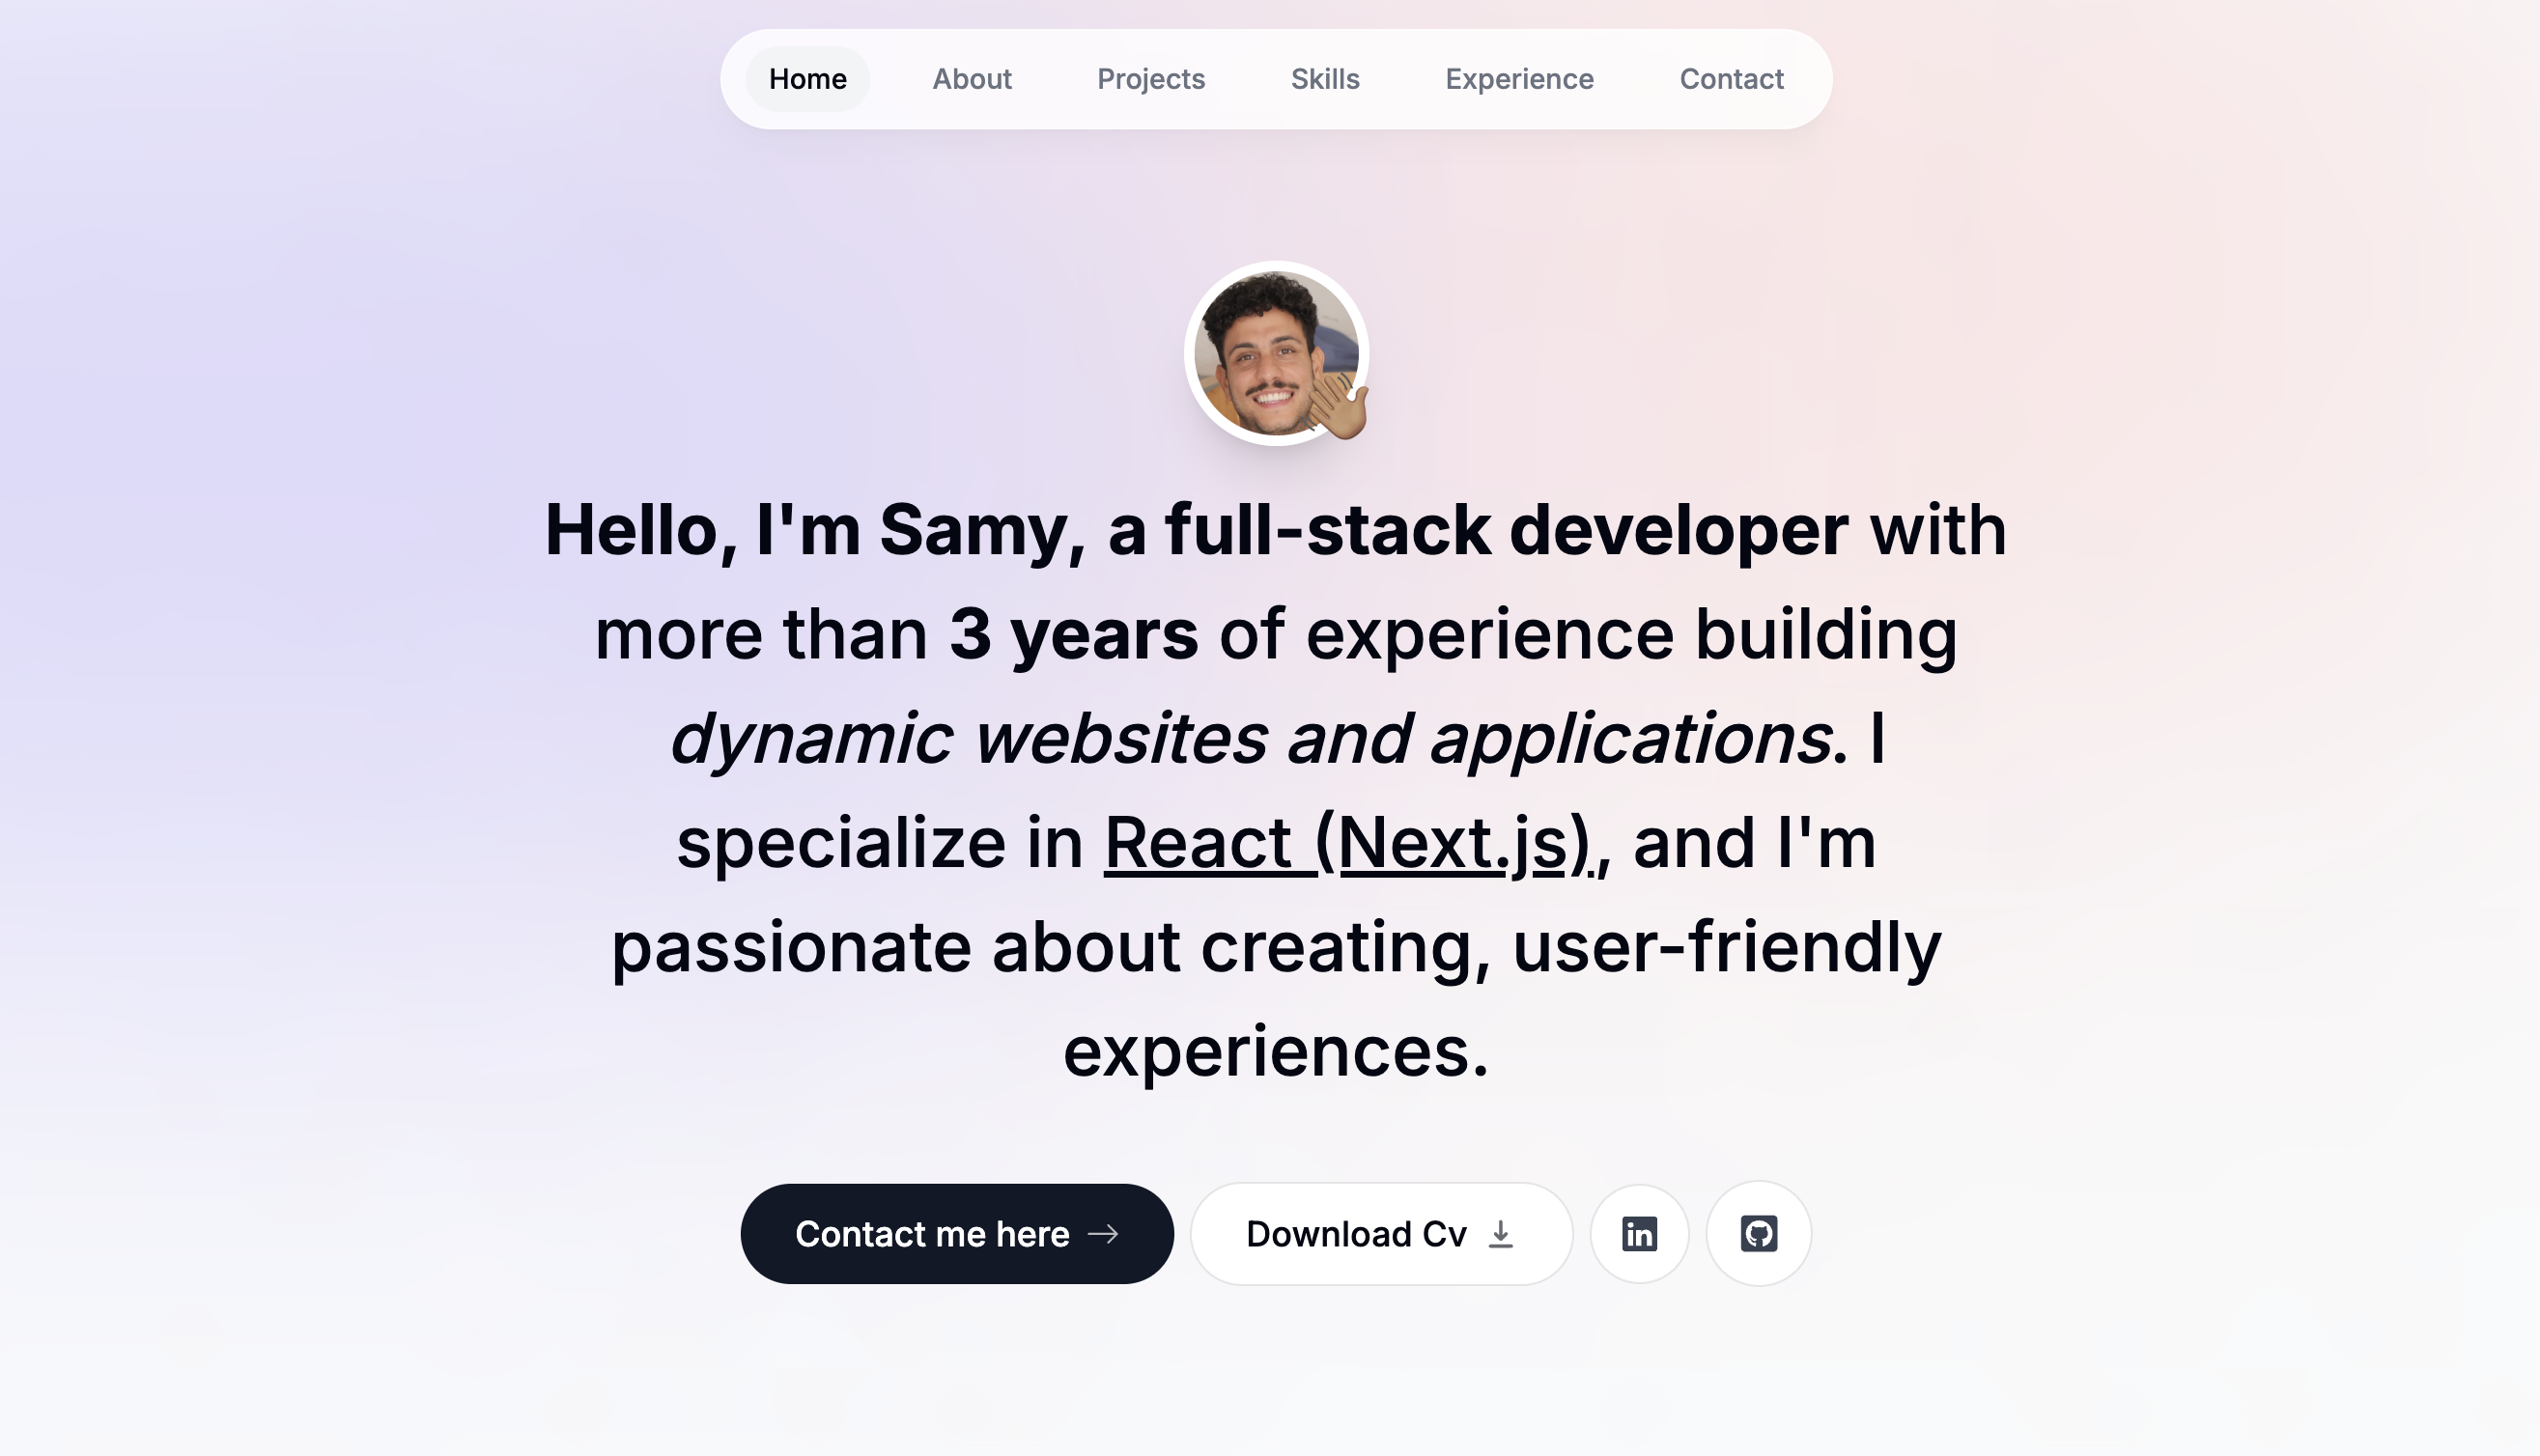 Home About Projects Skills Experience Contact
Hello, I'm Samy, a full-stack developer with
more than 3 years of experience building
dynamic websites and applications. I
specialize in React (Next.js), and I'm
passionate about creating, user-friendly
experiences.
Contact me here Download Cv in